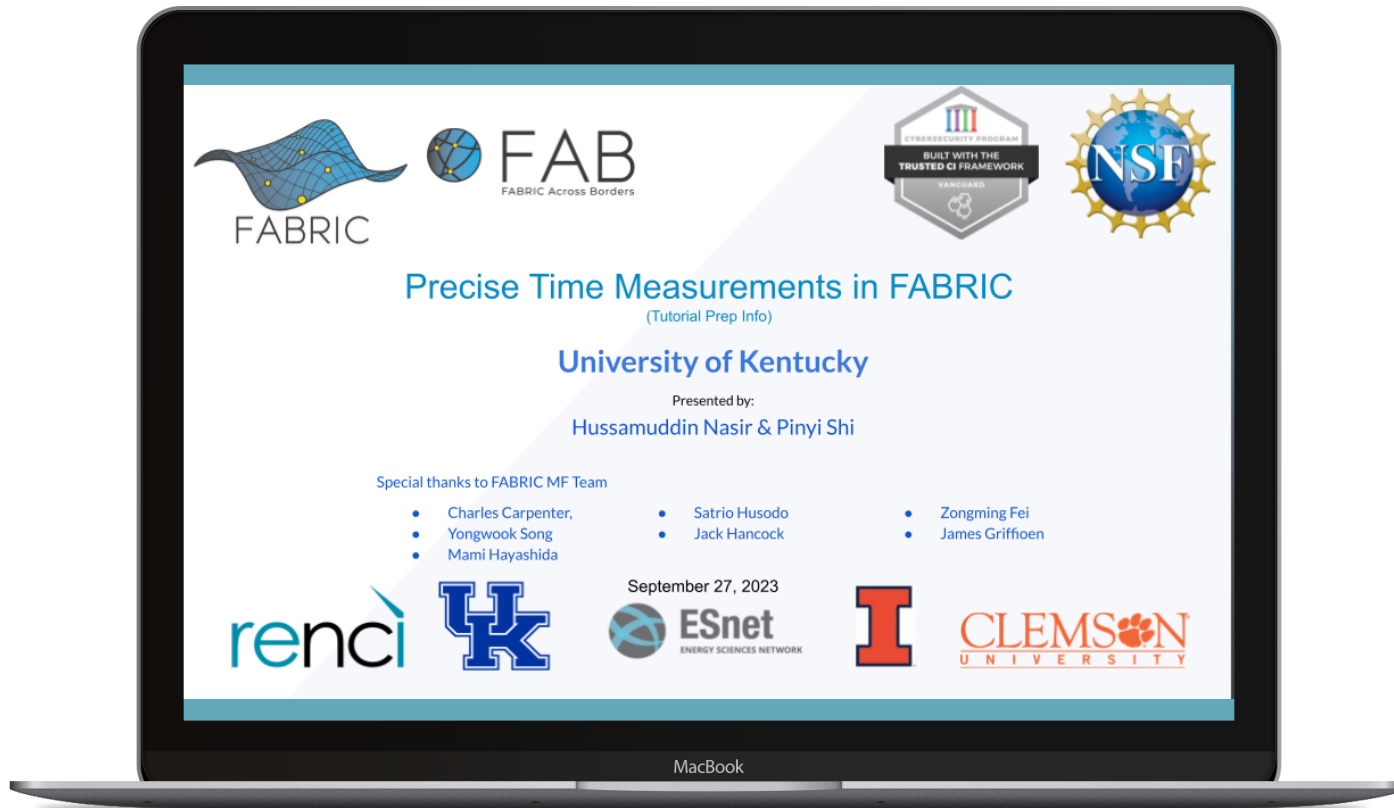 FABRIC
FAB
FABRIC Across Borders
CYBERSECURITY PROGRAM
BUILT WITH THE
TRUSTED CI FRAMEWORK
VANGUARD
NSF
Precise Time Measurements in FABRIC
(Tutorial Prep Info)
University of Kentucky
Presented by:
Hussamuddin Nasir & Pinyi Shi
Special thanks to FABRIC MF Team
● Charles Carpenter,
● Yongwook Song
● Mami Hayashida
● Satrio Husodo
● Jack Hancock
● Zongming Fei
● James Griffioen
September 27, 2023
renci
UK
ESnet
ENERGY SCIENCES NETWORK
I
CLEMSON
UNIVERSITY
MacBook